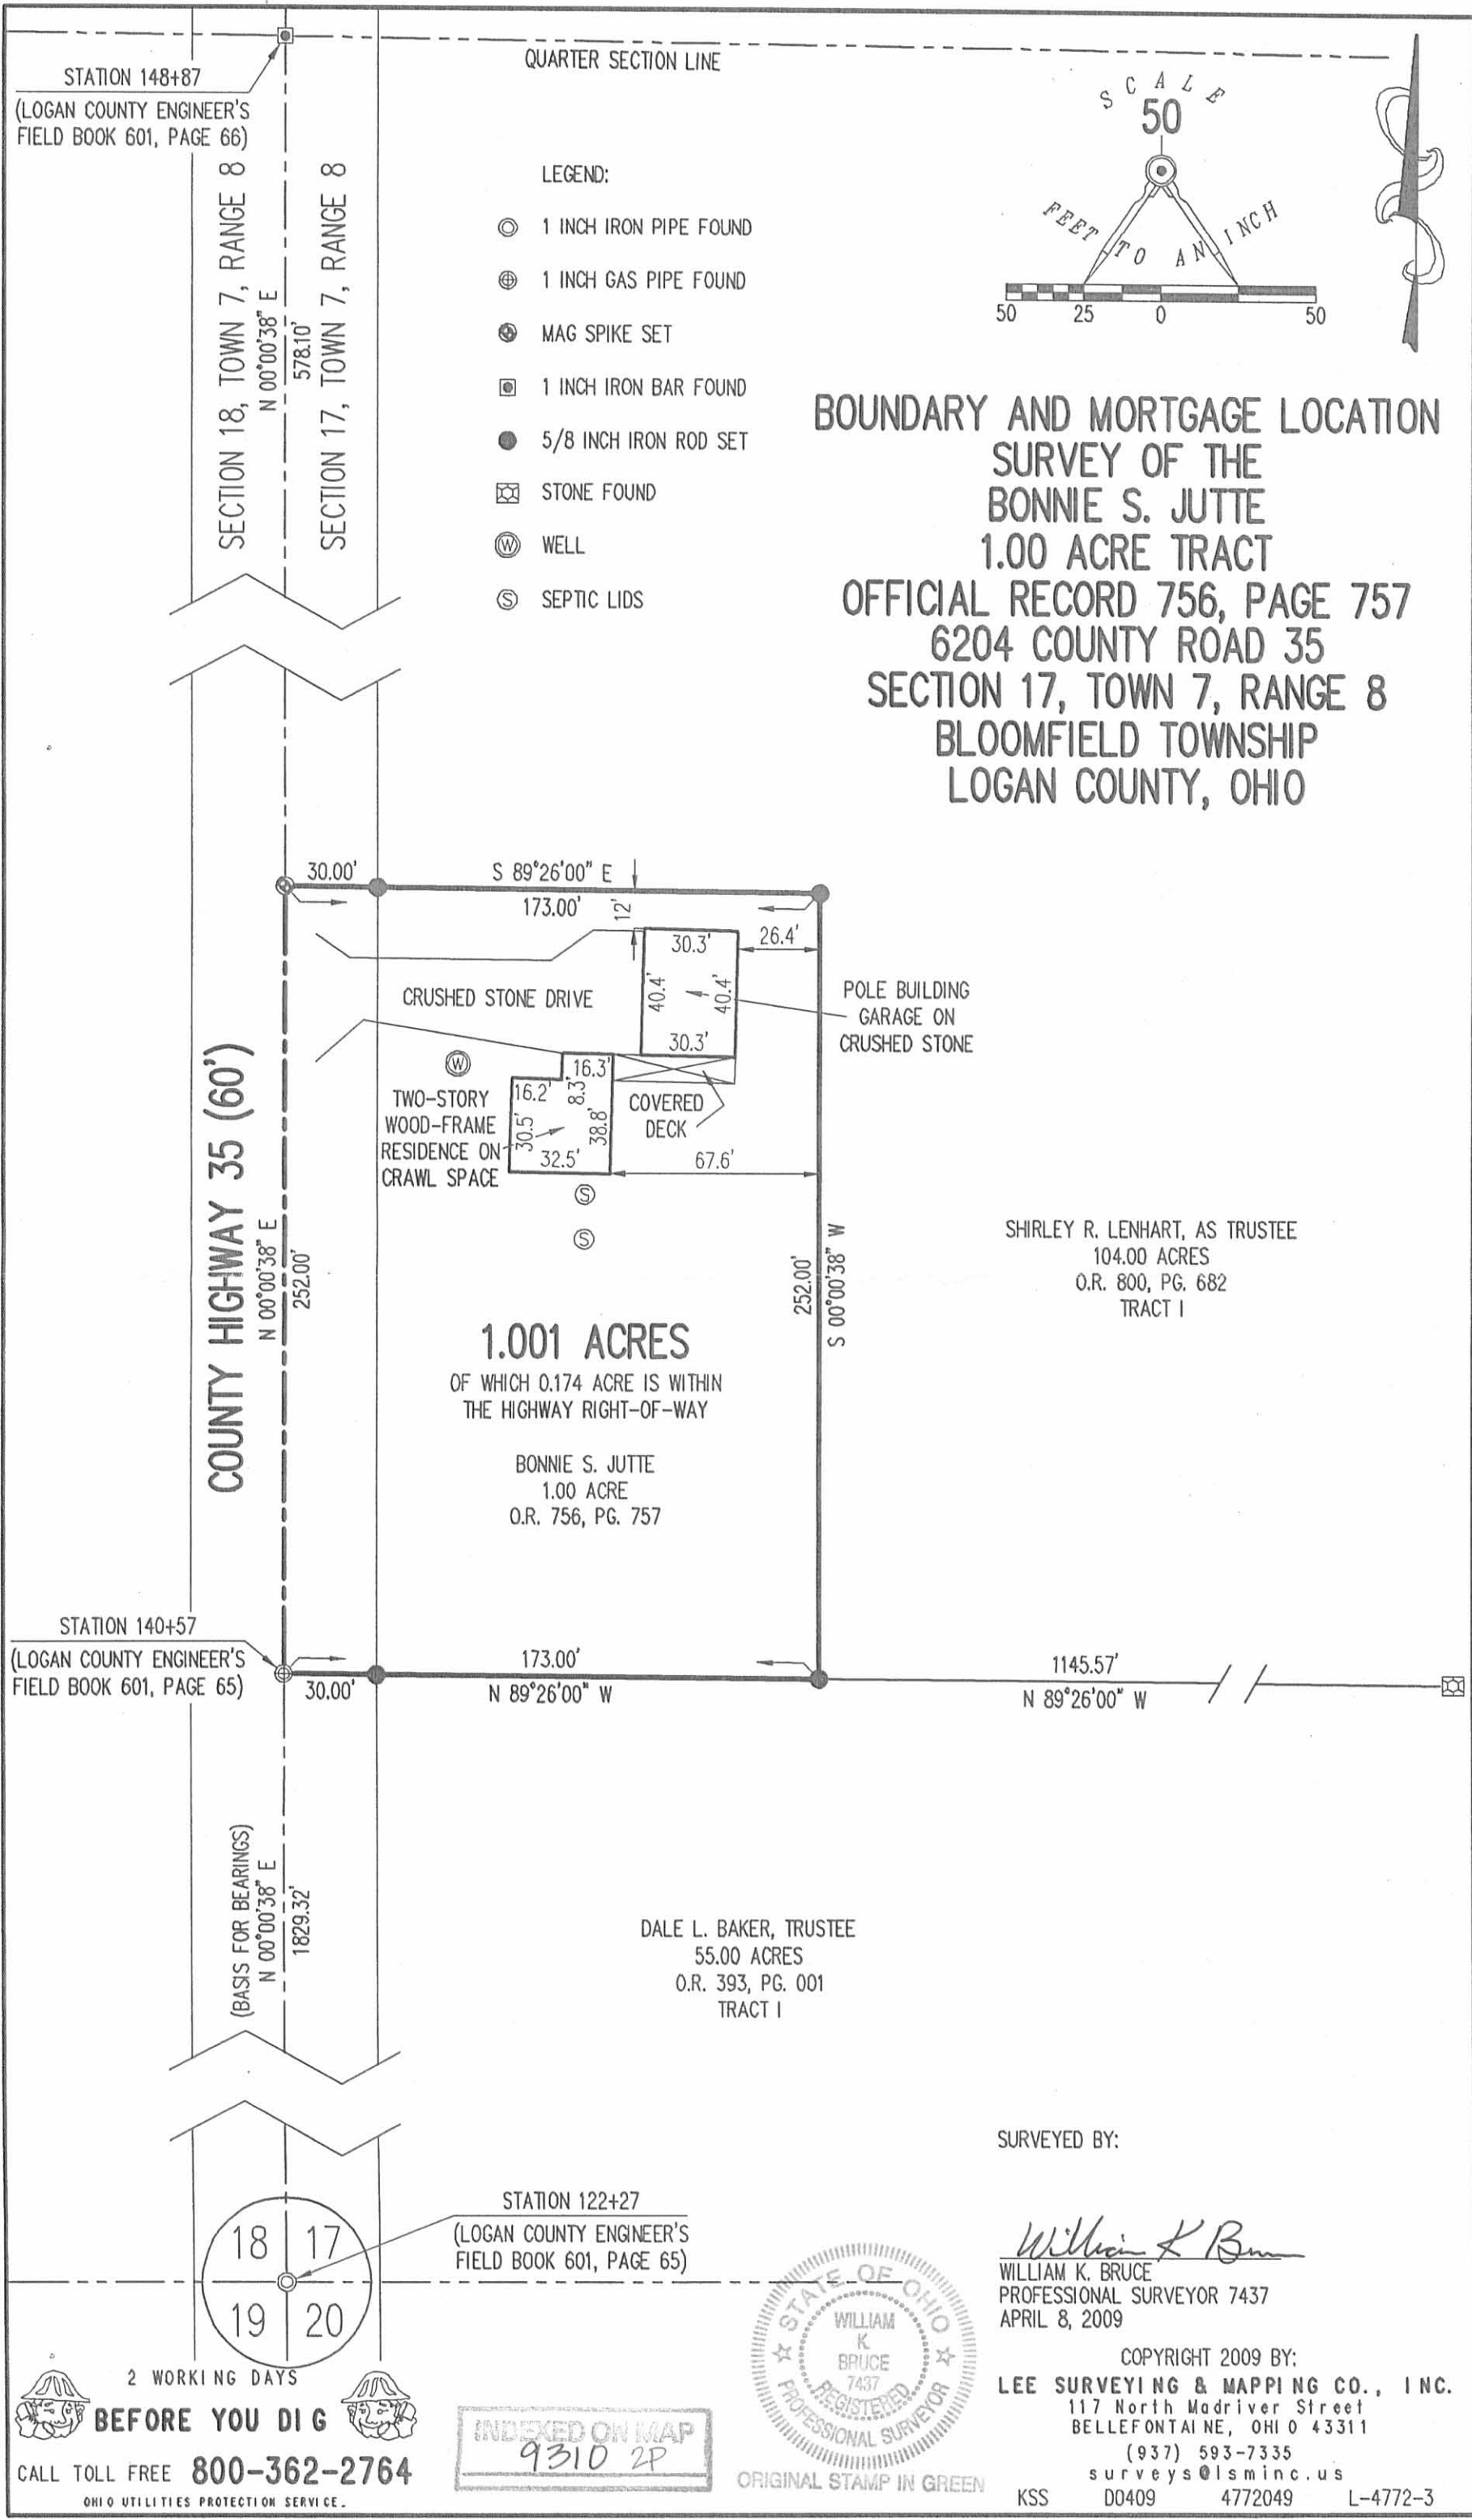 QUARTER SECTION LINE
STATION 148+87
(LOGAN COUNTY ENGINEER'S
FIELD BOOK 601, PAGE 66)
SECTION 18, TOWN 7, RANGE 8
N 00°00'38" E
578.10'
SECTION 17, TOWN 7, RANGE 8
LEGEND:
1 INCH IRON PIPE FOUND
1 INCH GAS PIPE FOUND
MAG SPIKE SET
1 INCH IRON BAR FOUND
5/8 INCH IRON ROD SET
STONE FOUND
W WELL
S SEPTIC LIDS
SCALE
50
FEET TO AN INCH
50 25 0 50
BOUNDARY AND MORTGAGE LOCATION
SURVEY OF THE
BONNIE S. JUTTE
1.00 ACRE TRACT
OFFICIAL RECORD 756, PAGE 757
6204 COUNTY ROAD 35
SECTION 17, TOWN 7, RANGE 8
BLOOMFIELD TOWNSHIP
LOGAN COUNTY, OHIO
30.00'
S 89°26'00" E
173.00'
12'
30.3'
26.4'
40.4'
40.4'
30.3'
CRUSHED STONE DRIVE
POLE BUILDING
GARAGE ON
CRUSHED STONE
W
16.3'
16.2'
8.3'
30.5'
38.8'
32.5'
TWO-STORY
WOOD-FRAME
RESIDENCE ON
CRAWL SPACE
COVERED
DECK
67.6'
S
S
COUNTY HIGHWAY 35 (60')
N 00°00'38" E
252.00'
252.00'
S 00°00'38" W
SHIRLEY R. LENHART, AS TRUSTEE
104.00 ACRES
O.R. 800, PG. 682
TRACT I
1.001 ACRES
OF WHICH 0.174 ACRE IS WITHIN
THE HIGHWAY RIGHT-OF-WAY
BONNIE S. JUTTE
1.00 ACRE
O.R. 756, PG. 757
STATION 140+57
(LOGAN COUNTY ENGINEER'S
FIELD BOOK 601, PAGE 65)
30.00'
173.00'
N 89°26'00" W
1145.57'
N 89°26'00" W
(BASIS FOR BEARINGS)
N 00°00'38" E
1829.32'
DALE L. BAKER, TRUSTEE
55.00 ACRES
O.R. 393, PG. 001
TRACT I
STATION 122+27
(LOGAN COUNTY ENGINEER'S
FIELD BOOK 601, PAGE 65)
18 17
19 20
SURVEYED BY:
William K Bruce
WILLIAM K. BRUCE
PROFESSIONAL SURVEYOR 7437
APRIL 8, 2009
STATE OF OHIO
WILLIAM
K.
BRUCE
7437
REGISTERED
PROFESSIONAL SURVEYOR
ORIGINAL STAMP IN GREEN
COPYRIGHT 2009 BY:
LEE SURVEYING & MAPPING CO., INC.
117 North Madriver Street
BELLEFONTAINE, OHIO 43311
(937) 593-7335
surveys@lsminc.us
KSS D0409 4772049 L-4772-3
2 WORKING DAYS
BEFORE YOU DIG
CALL TOLL FREE 800-362-2764
OHIO UTILITIES PROTECTION SERVICE.
INDEXED ON MAP
9310 2P